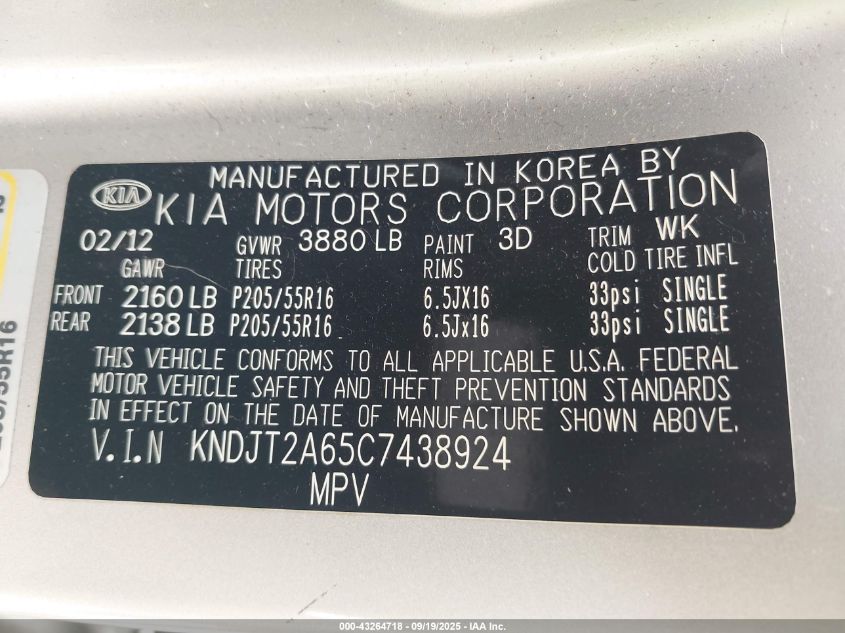 MANUFACTURED IN KOREA BY
KIA KIA MOTORS CORPORATION
02/12 GVWR 3880 LB PAINT 3D TRIM WK
GAWR TIRES RIMS COLD TIRE INFL
FRONT 2160 LB P205/55R16 6.5JX16 33psi SINGLE
REAR 2138 LB P205/55R16 6.5Jx16 33psi SINGLE
THIS VEHICLE CONFORMS TO ALL APPLICABLE U.S.A. FEDERAL
MOTOR VEHICLE SAFETY AND THEFT PREVENTION STANDARDS
IN EFFECT ON THE DATE OF MANUFACTURE SHOWN ABOVE.
V.I.N KNDJT2A65C7438924
MPV
000-43264718 - 09/19/2025 - IAA Inc.